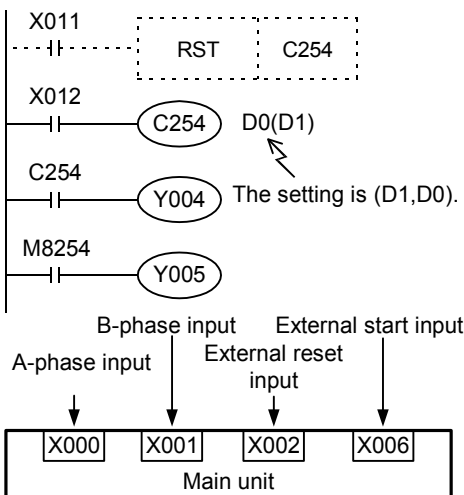 X011
RST C254
X012
C254 D0(D1)
C254
The setting is (D1,D0).
Y004
M8254
Y005
B-phase input External start input
A-phase input External reset
input
X000 X001 X002 X006
Main unit